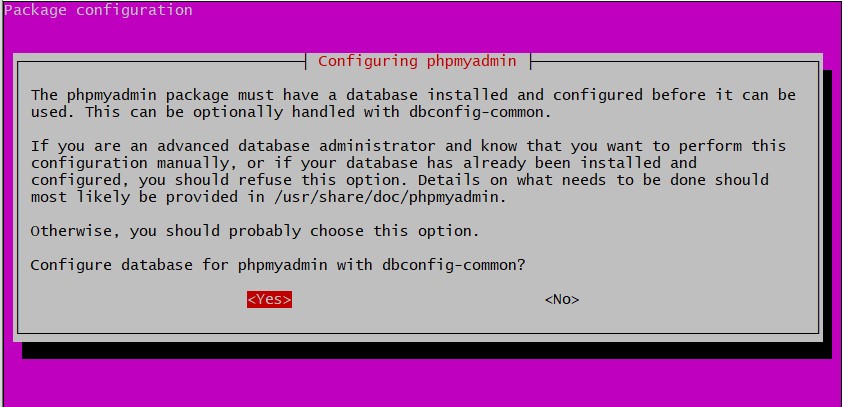 Package configuration
Configuring phpmyadmin
The phpmyadmin package must have a database installed and configured before it can be
used. This can be optionally handled with dbconfig-common.
If you are an advanced database administrator and know that you want to perform this
configuration manually, or if your database has already been installed and
configured, you should refuse this option. Details on what needs to be done should
most likely be provided in /usr/share/doc/phpmyadmin.
Otherwise, you should probably choose this option.
Configure database for phpmyadmin with dbconfig-common?
<Yes> <No>